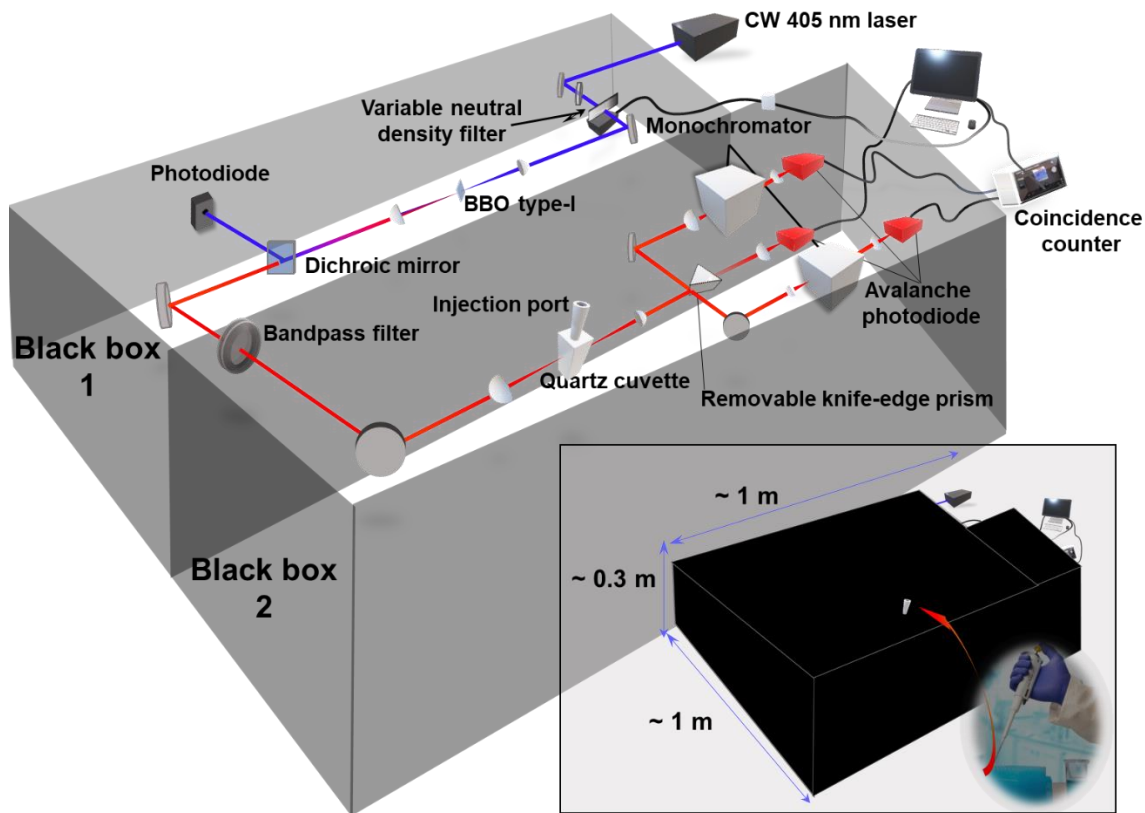 CW 405 nm laser
Variable neutral
density filter
Monochromator
Photodiode
BBO type-I
Coincidence
counter
Dichroic mirror
Injection port
Avalanche
photodiode
Bandpass filter
Black box
1
Quartz cuvette
Removable knife-edge prism
~ 1 m
Black box
2
~ 0.3 m
~ 1 m